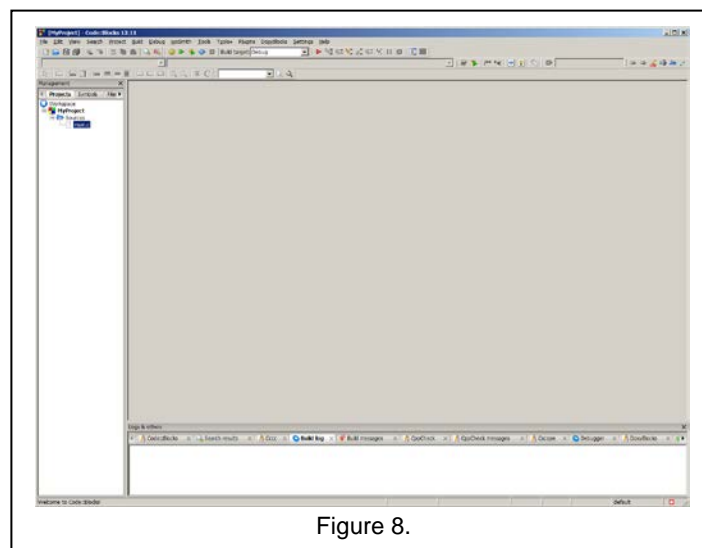 [MyProject] - Code::Blocks 13.12
File Edit View Search Project Build Debug wxSmith Tools Tools+ Plugins DoxyBlocks Settings Help
Build target: Debug
Management
Projects Symbols
Workspace
MyProject
Sources
main.c
Logs & others
Code::Blocks Search results Cccc Build log Build messages CppCheck CppCheck messages Cscope Debugger DoxyBlocks
Welcome to Code::Blocks!
default
Figure 8.